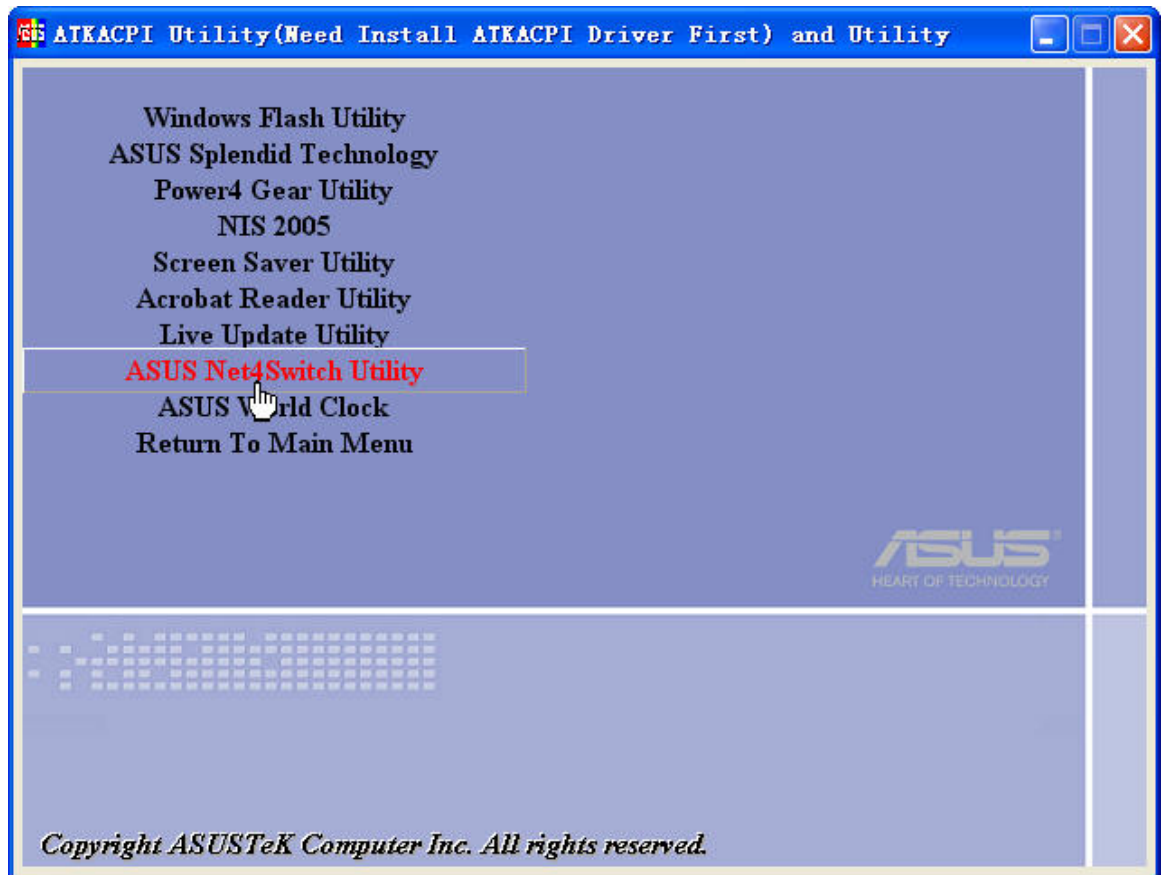 ATKACPI Utility(Need Install ATKACPI Driver First) and Utility
Windows Flash Utility
ASUS Splendid Technology
Power4 Gear Utility
NIS 2005
Screen Saver Utility
Acrobat Reader Utility
Live Update Utility
ASUS Net4Switch Utility
ASUS World Clock
Return To Main Menu
ASUS
HEART OF TECHNOLOGY
Copyright ASUSTeK Computer Inc. All rights reserved.